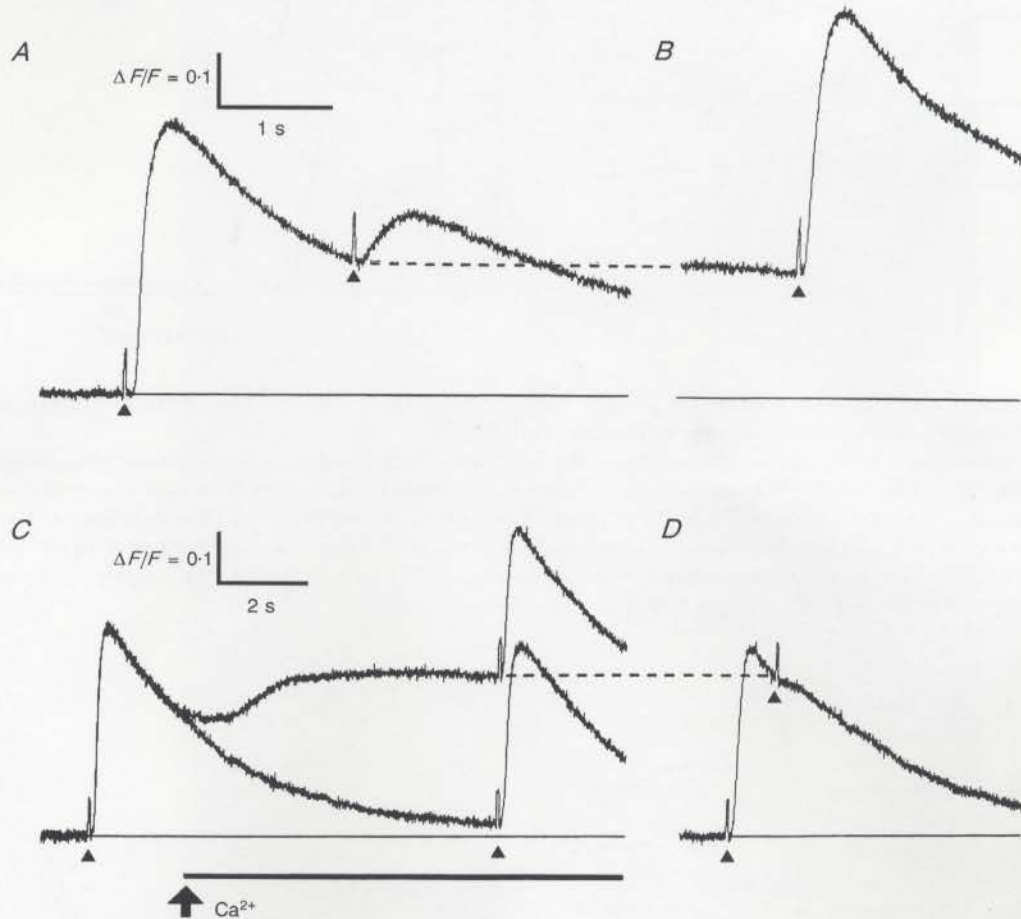 A
B
ΔF/F = 0·1
1 s
C
D
ΔF/F = 0·1
2 s
Ca²⁺